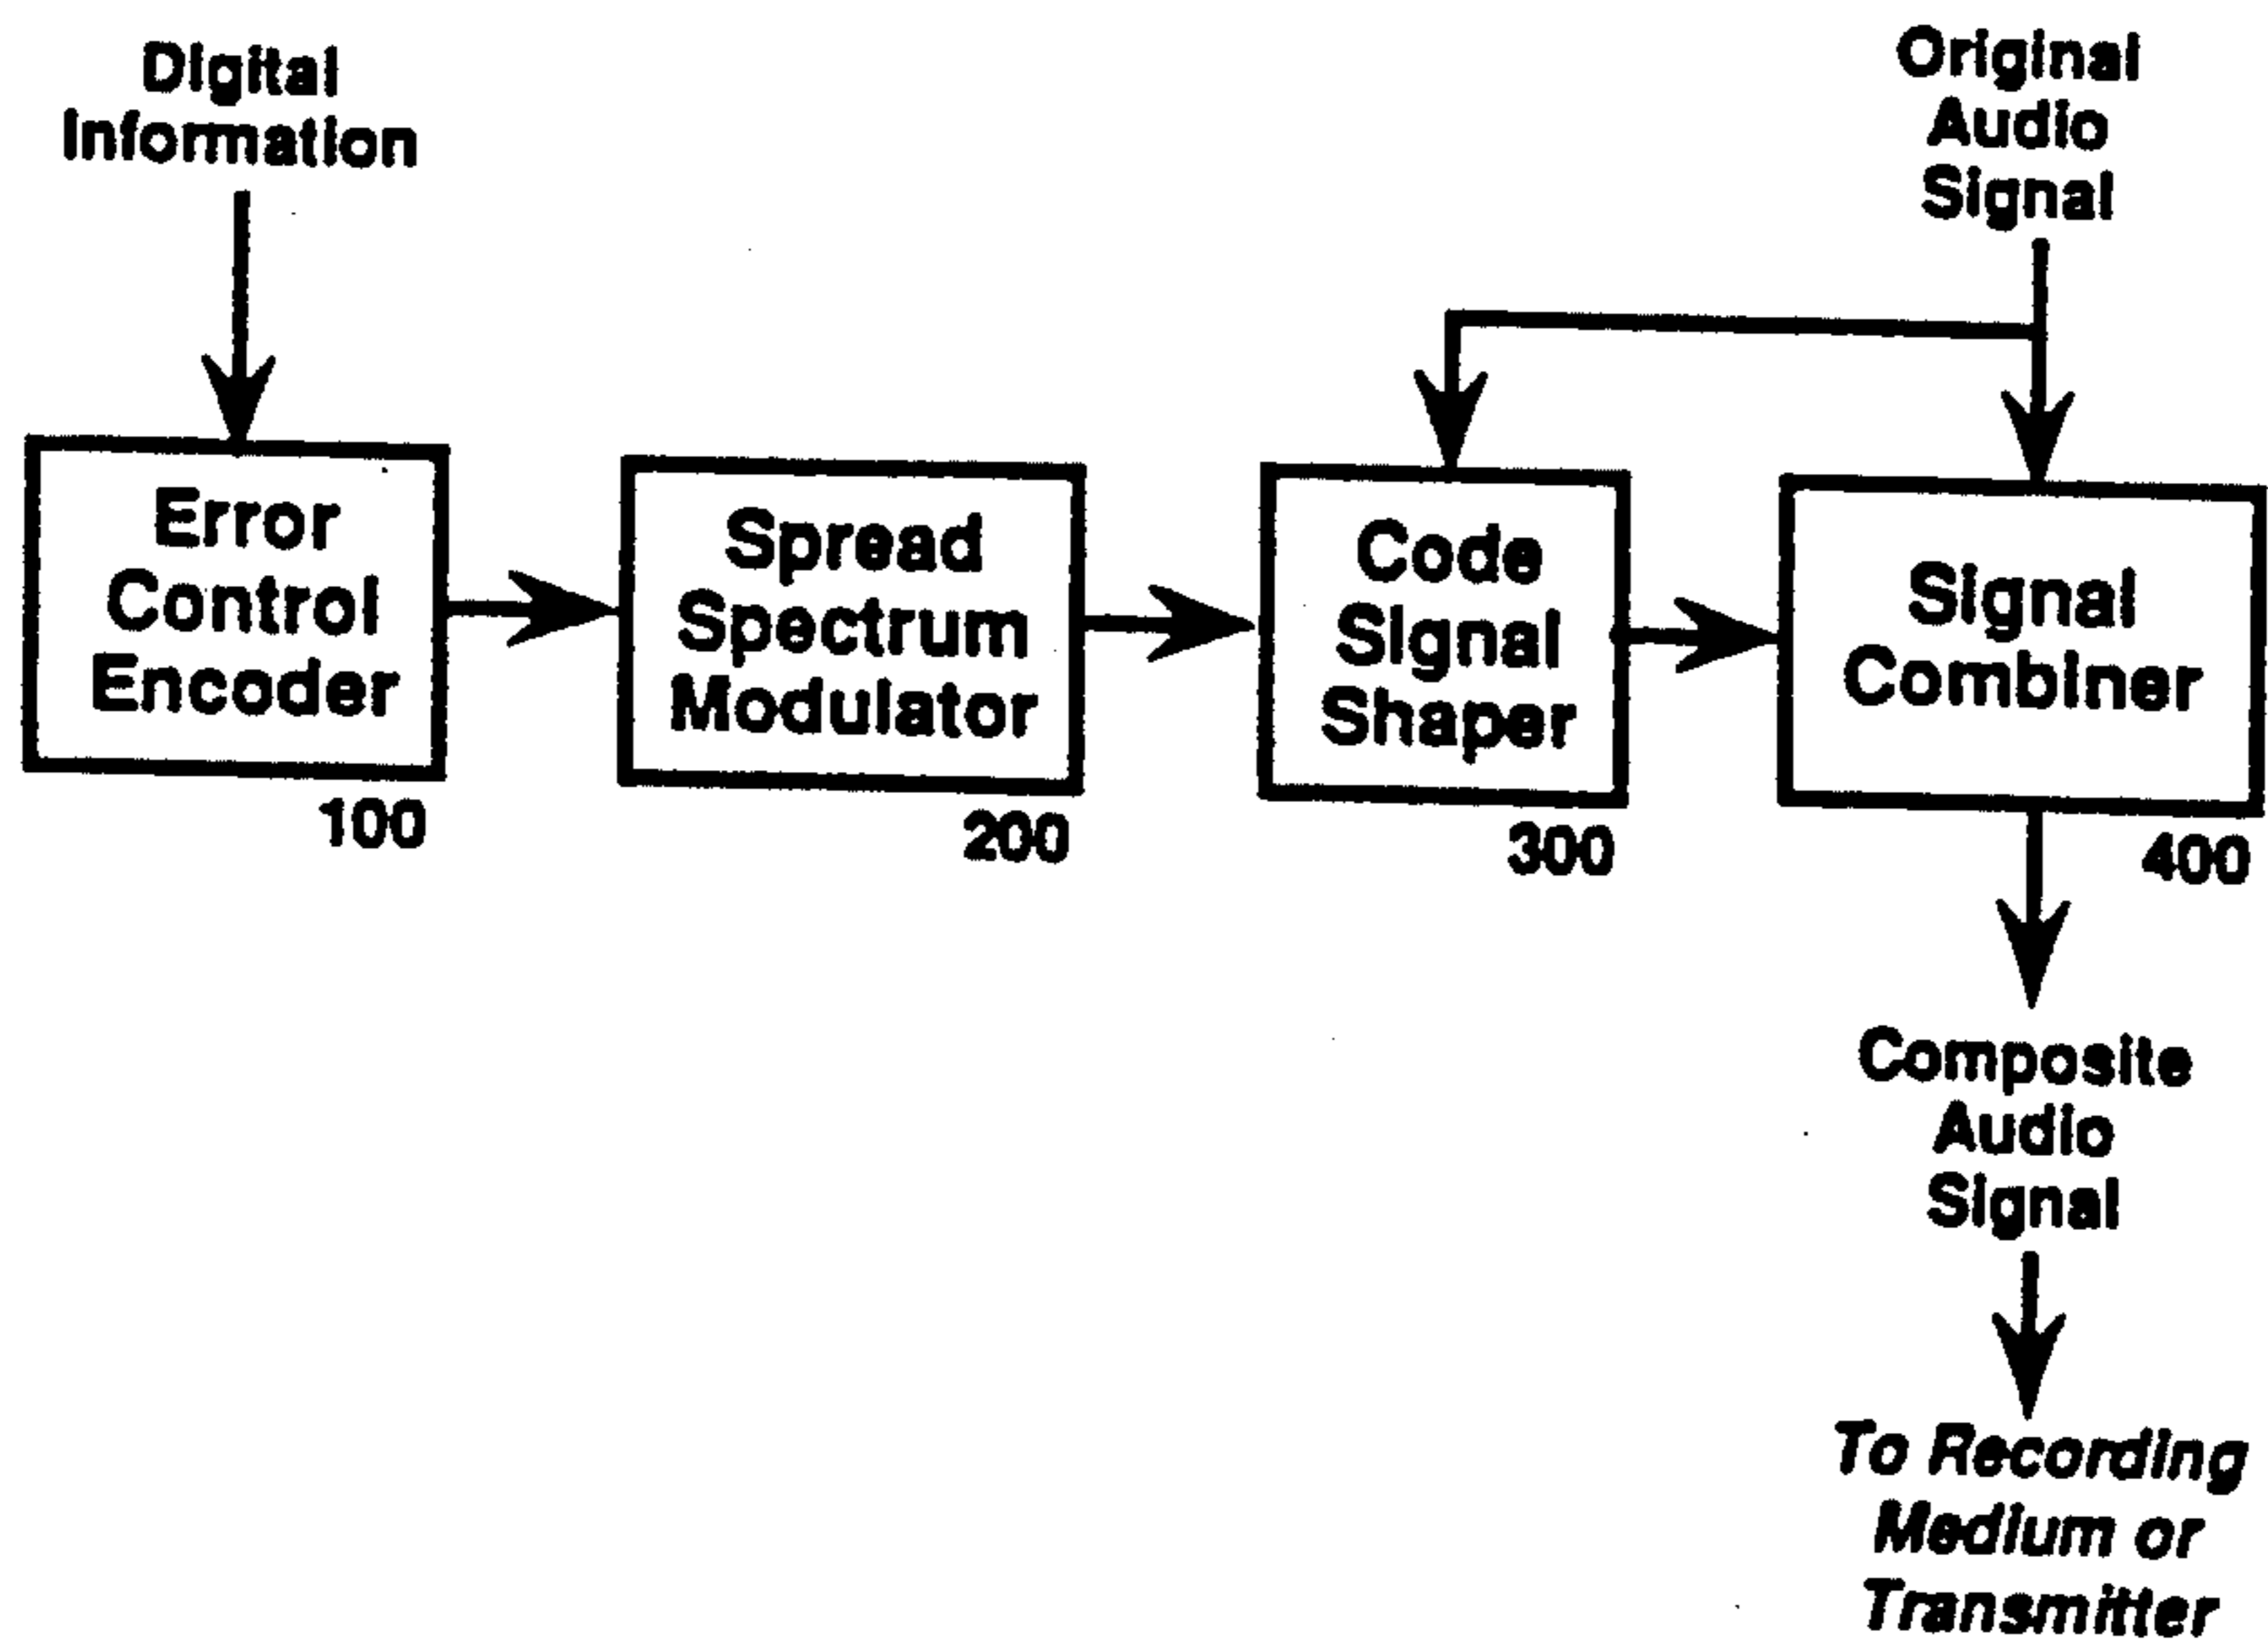 Digital
Information
Original
Audio
Signal
Error
Control
Encoder
100
Spread
Spectrum
Modulator
200
Code
Signal
Shaper
300
Signal
Combiner
400
Composite
Audio
Signal
To Recording
Medium or
Transmitter